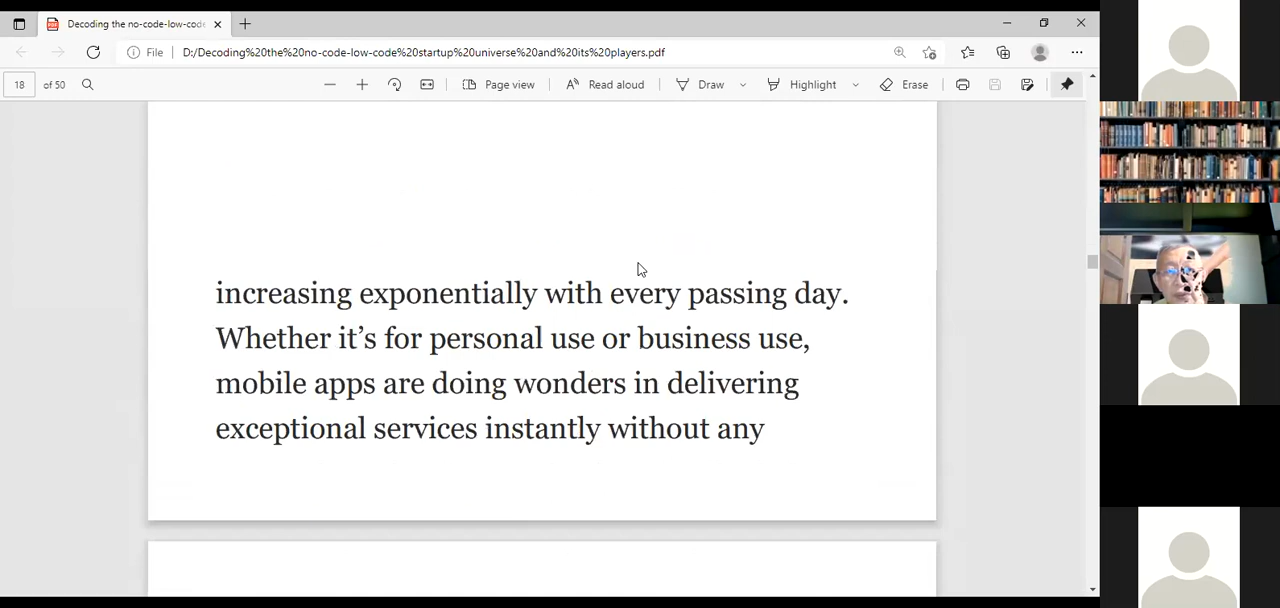 Decoding the no-code-low-code
File D:/Decoding%20the%20no-code-low-code%20startup%20universe%20and%20its%20players.pdf
18 of 50 Page view Read aloud Draw Highlight Erase
increasing exponentially with every passing day.
Whether it’s for personal use or business use,
mobile apps are doing wonders in delivering
exceptional services instantly without any